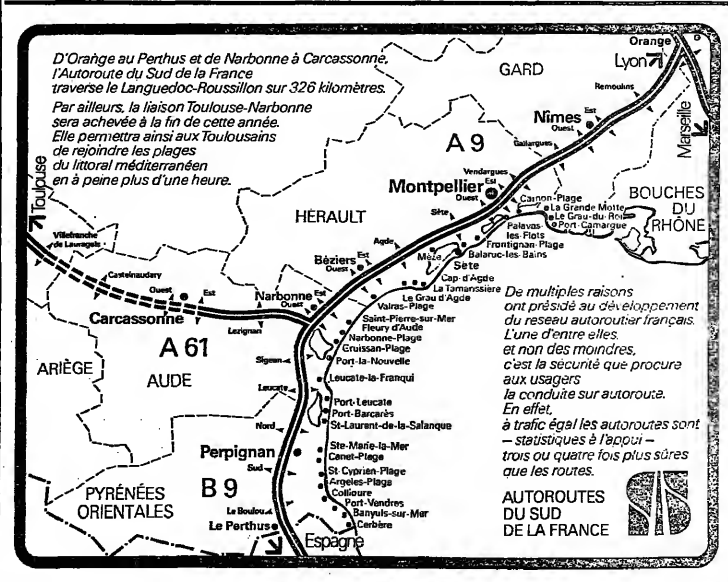 D'Orange au Perthus et de Narbonne à Carcassonne,
l'Autoroute du Sud de la France
traverse le Languedoc-Roussillon sur 326 kilomètres.
Par ailleurs, la liaison Toulouse-Narbonne
sera achevée à la fin de cette année.
Elle permettra ainsi aux Toulousains
de rejoindre les plages
du littoral méditerranéen
en à peine plus d'une heure.
Orange
Lyon
GARD
Remoulins
Marseille
Nîmes
Est
Ouest
A 9
Gallargues
Vendargues
Montpellier
Est
Ouest
Toulouse
BOUCHES
DU
RHÔNE
Carnon-Plage
La Grande Motte
Le Grau-du-Roi
Port-Camargue
HÉRAULT
Sète
Palavas-
les-Flots
Frontignan-Plage
Balaruc-les-Bains
Villefranche
de Lauragais
Agde
Mèze
Sète
Béziers
Ouest
Est
Cap-d'Agde
La Tamarissière
Le Grau d'Agde
Castelnaudary
Ouest
Est
Narbonne
Est
Ouest
Valras-Plage
Carcassonne
Lezignan
Saint-Pierre-sur-Mer
Fleury d'Aude
Narbonne-Plage
Gruissan-Plage
Port-la-Nouvelle
A 61
Sigean
ARIÈGE
AUDE
Leucate
Leucate-la-Franqui
Port-Leucate
Port-Barcarès
St-Laurent-de-la-Salanque
Nord
Perpignan
Sud
Ste-Marie-la-Mer
Canet-Plage
St-Cyprien-Plage
Argeles-Plage
Collioure
Port-Vendres
Banyuls-sur-Mer
Cerbère
B 9
PYRÉNÉES
ORIENTALES
Le Boulou
Le Perthus
Espagne
De multiples raisons
ont présidé au développement
du reseau autoroutier français.
L'une d'entre elles,
et non des moindres,
c'est la sécurité que procure
aux usagers
la conduite sur autoroute.
En effet,
à trafic égal les autoroutes sont
– statistiques à l'appui –
trois ou quatre fois plus sûres
que les routes.
AUTOROUTES
DU SUD
DE LA FRANCE